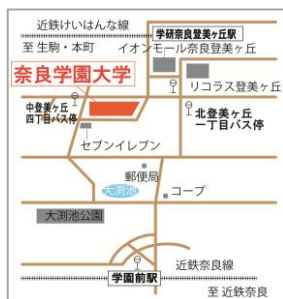 近鉄けいはんな線
学研奈良登美ヶ丘駅
至 生駒・本町
イオンモール奈良登美ヶ丘
奈良学園大学
リコラス登美ヶ丘
中登美ヶ丘
四丁目バス停
北登美ヶ丘
一丁目バス停
セブンイレブン
郵便局
大渕池
コープ
大渕池公園
近鉄奈良線
学園前駅
至 近鉄奈良